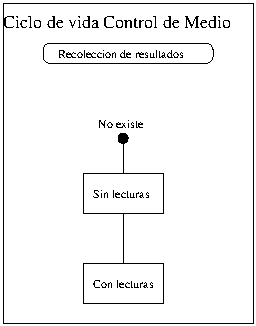 Ciclo de vida Control de Medio
Recoleccion de resultados
No existe
Sin lecturas
Con lecturas